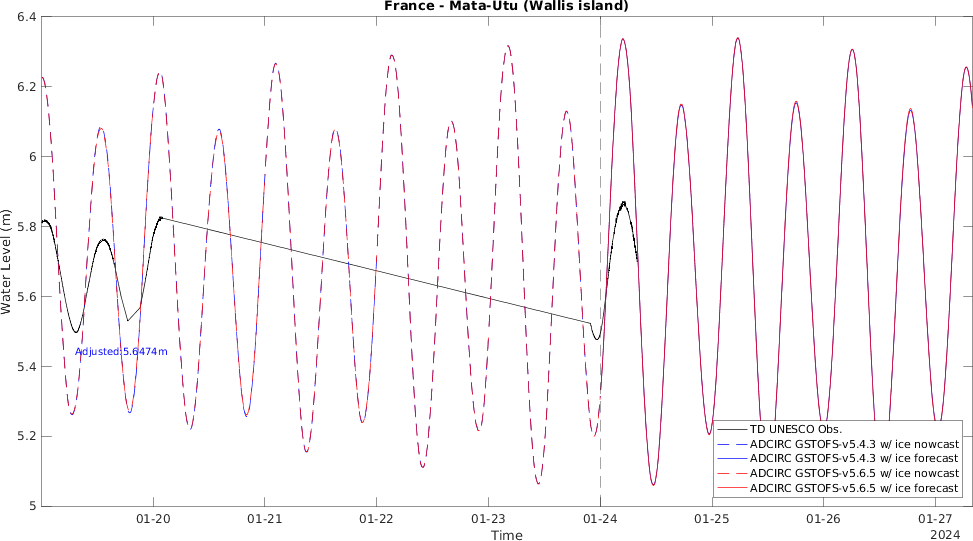 France - Mata-Utu (Wallis island)
6.4
6.2
6
5.8
5.6
5.4
5.2
5
Water Level (m)
Adjusted:5.6474m
TD UNESCO Obs.
ADCIRC GSTOFS-v5.4.3 w/ ice nowcast
ADCIRC GSTOFS-v5.4.3 w/ ice forecast
ADCIRC GSTOFS-v5.6.5 w/ ice nowcast
ADCIRC GSTOFS-v5.6.5 w/ ice forecast
01-20 01-21 01-22 01-23 01-24 01-25 01-26 01-27
Time
2024